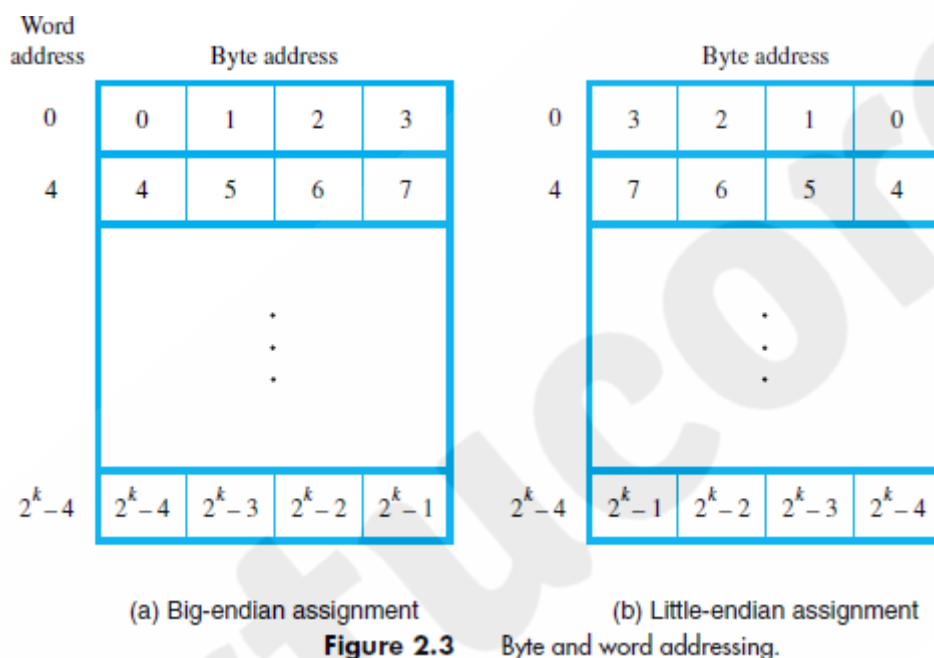 Word
address Byte address Byte address
0 0 1 2 3 0 3 2 1 0
4 4 5 6 7 4 7 6 5 4
2^k–4 2^k–4 2^k–3 2^k–2 2^k–1 2^k–4 2^k–1 2^k–2 2^k–3 2^k–4
(a) Big-endian assignment (b) Little-endian assignment
Figure 2.3 Byte and word addressing.
tucor